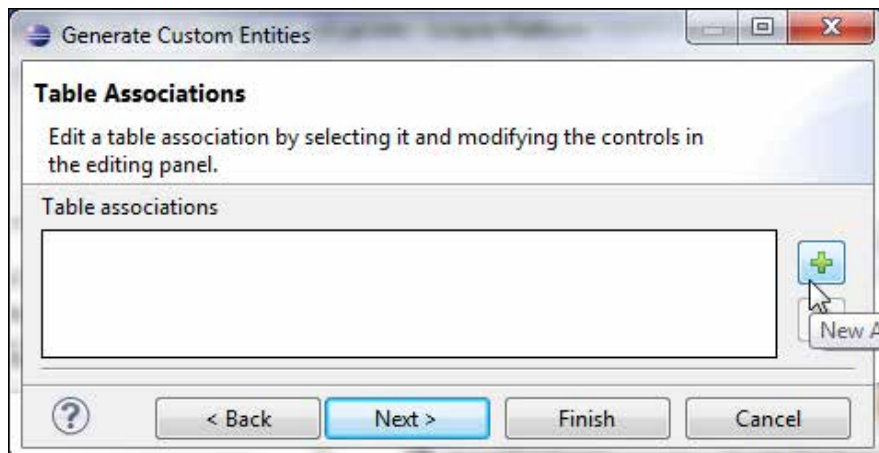 Generate Custom Entities
Table Associations
Edit a table association by selecting it and modifying the controls in
the editing panel.
Table associations
New A
< Back
Next >
Finish
Cancel